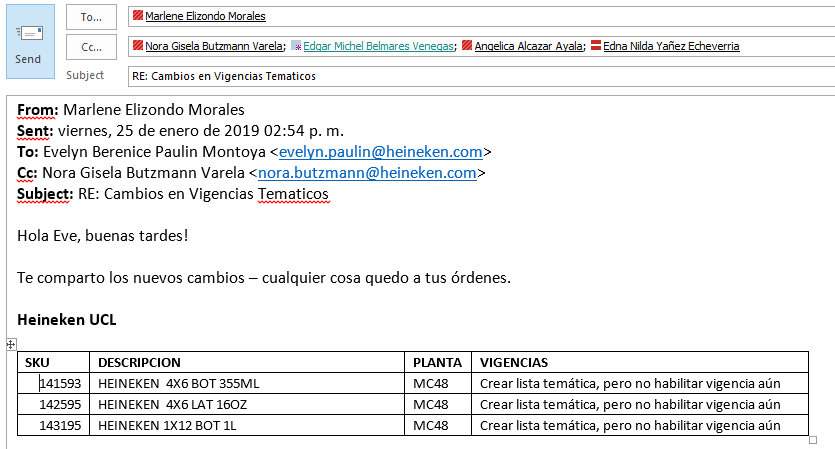 To...
Marlene Elizondo Morales
Cc...
Nora Gisela Butzmann Varela; Edgar Michel Belmares Venegas; Angelica Alcazar Ayala; Edna Nilda Yañez Echeverria
Send
Subject
RE: Cambios en Vigencias Tematicos
From: Marlene Elizondo Morales
Sent: viernes, 25 de enero de 2019 02:54 p. m.
To: Evelyn Berenice Paulin Montoya <evelyn.paulin@heineken.com>
Cc: Nora Gisela Butzmann Varela <nora.butzmann@heineken.com>
Subject: RE: Cambios en Vigencias Tematicos
Hola Eve, buenas tardes!
Te comparto los nuevos cambios – cualquier cosa quedo a tus órdenes.
Heineken UCL
SKU DESCRIPCION PLANTA VIGENCIAS
141593 HEINEKEN  4X6 BOT 355ML MC48 Crear lista temática, pero no habilitar vigencia aún
142595 HEINEKEN  4X6 LAT 16OZ MC48 Crear lista temática, pero no habilitar vigencia aún
143195 HEINEKEN 1X12 BOT 1L MC48 Crear lista temática, pero no habilitar vigencia aún